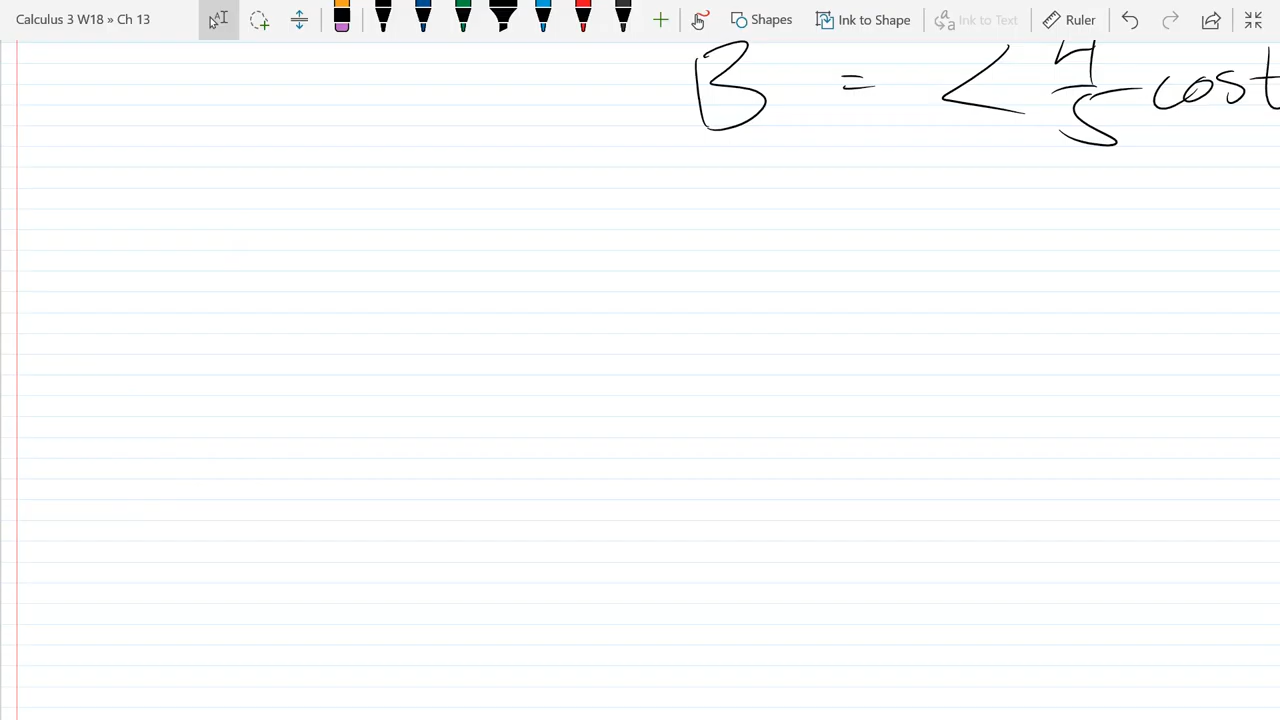 Calculus 3 W18 » Ch 13 Shapes Ink to Shape Ink to Text Ruler
B = < 4/5 cost